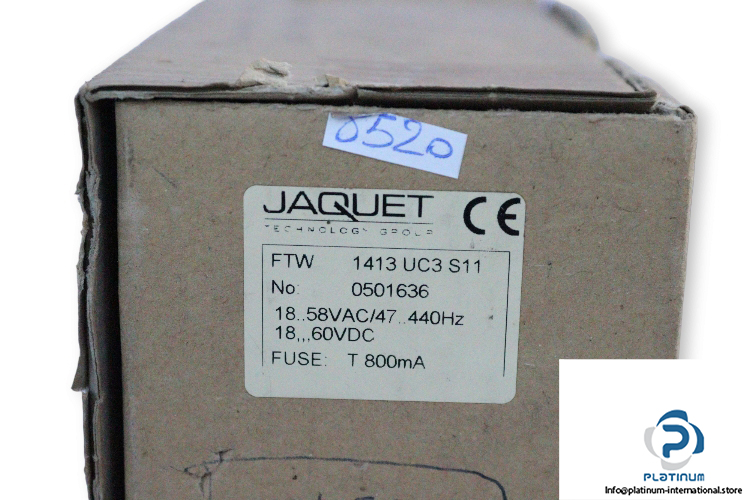 8520
JAQUET CE
TECHNOLOGY GROUP
FTW 1413 UC3 S11
No: 0501636
18..58VAC/47..440Hz
18,,,60VDC
FUSE: T 800mA
PLATINUM
Info@platinum-international.store